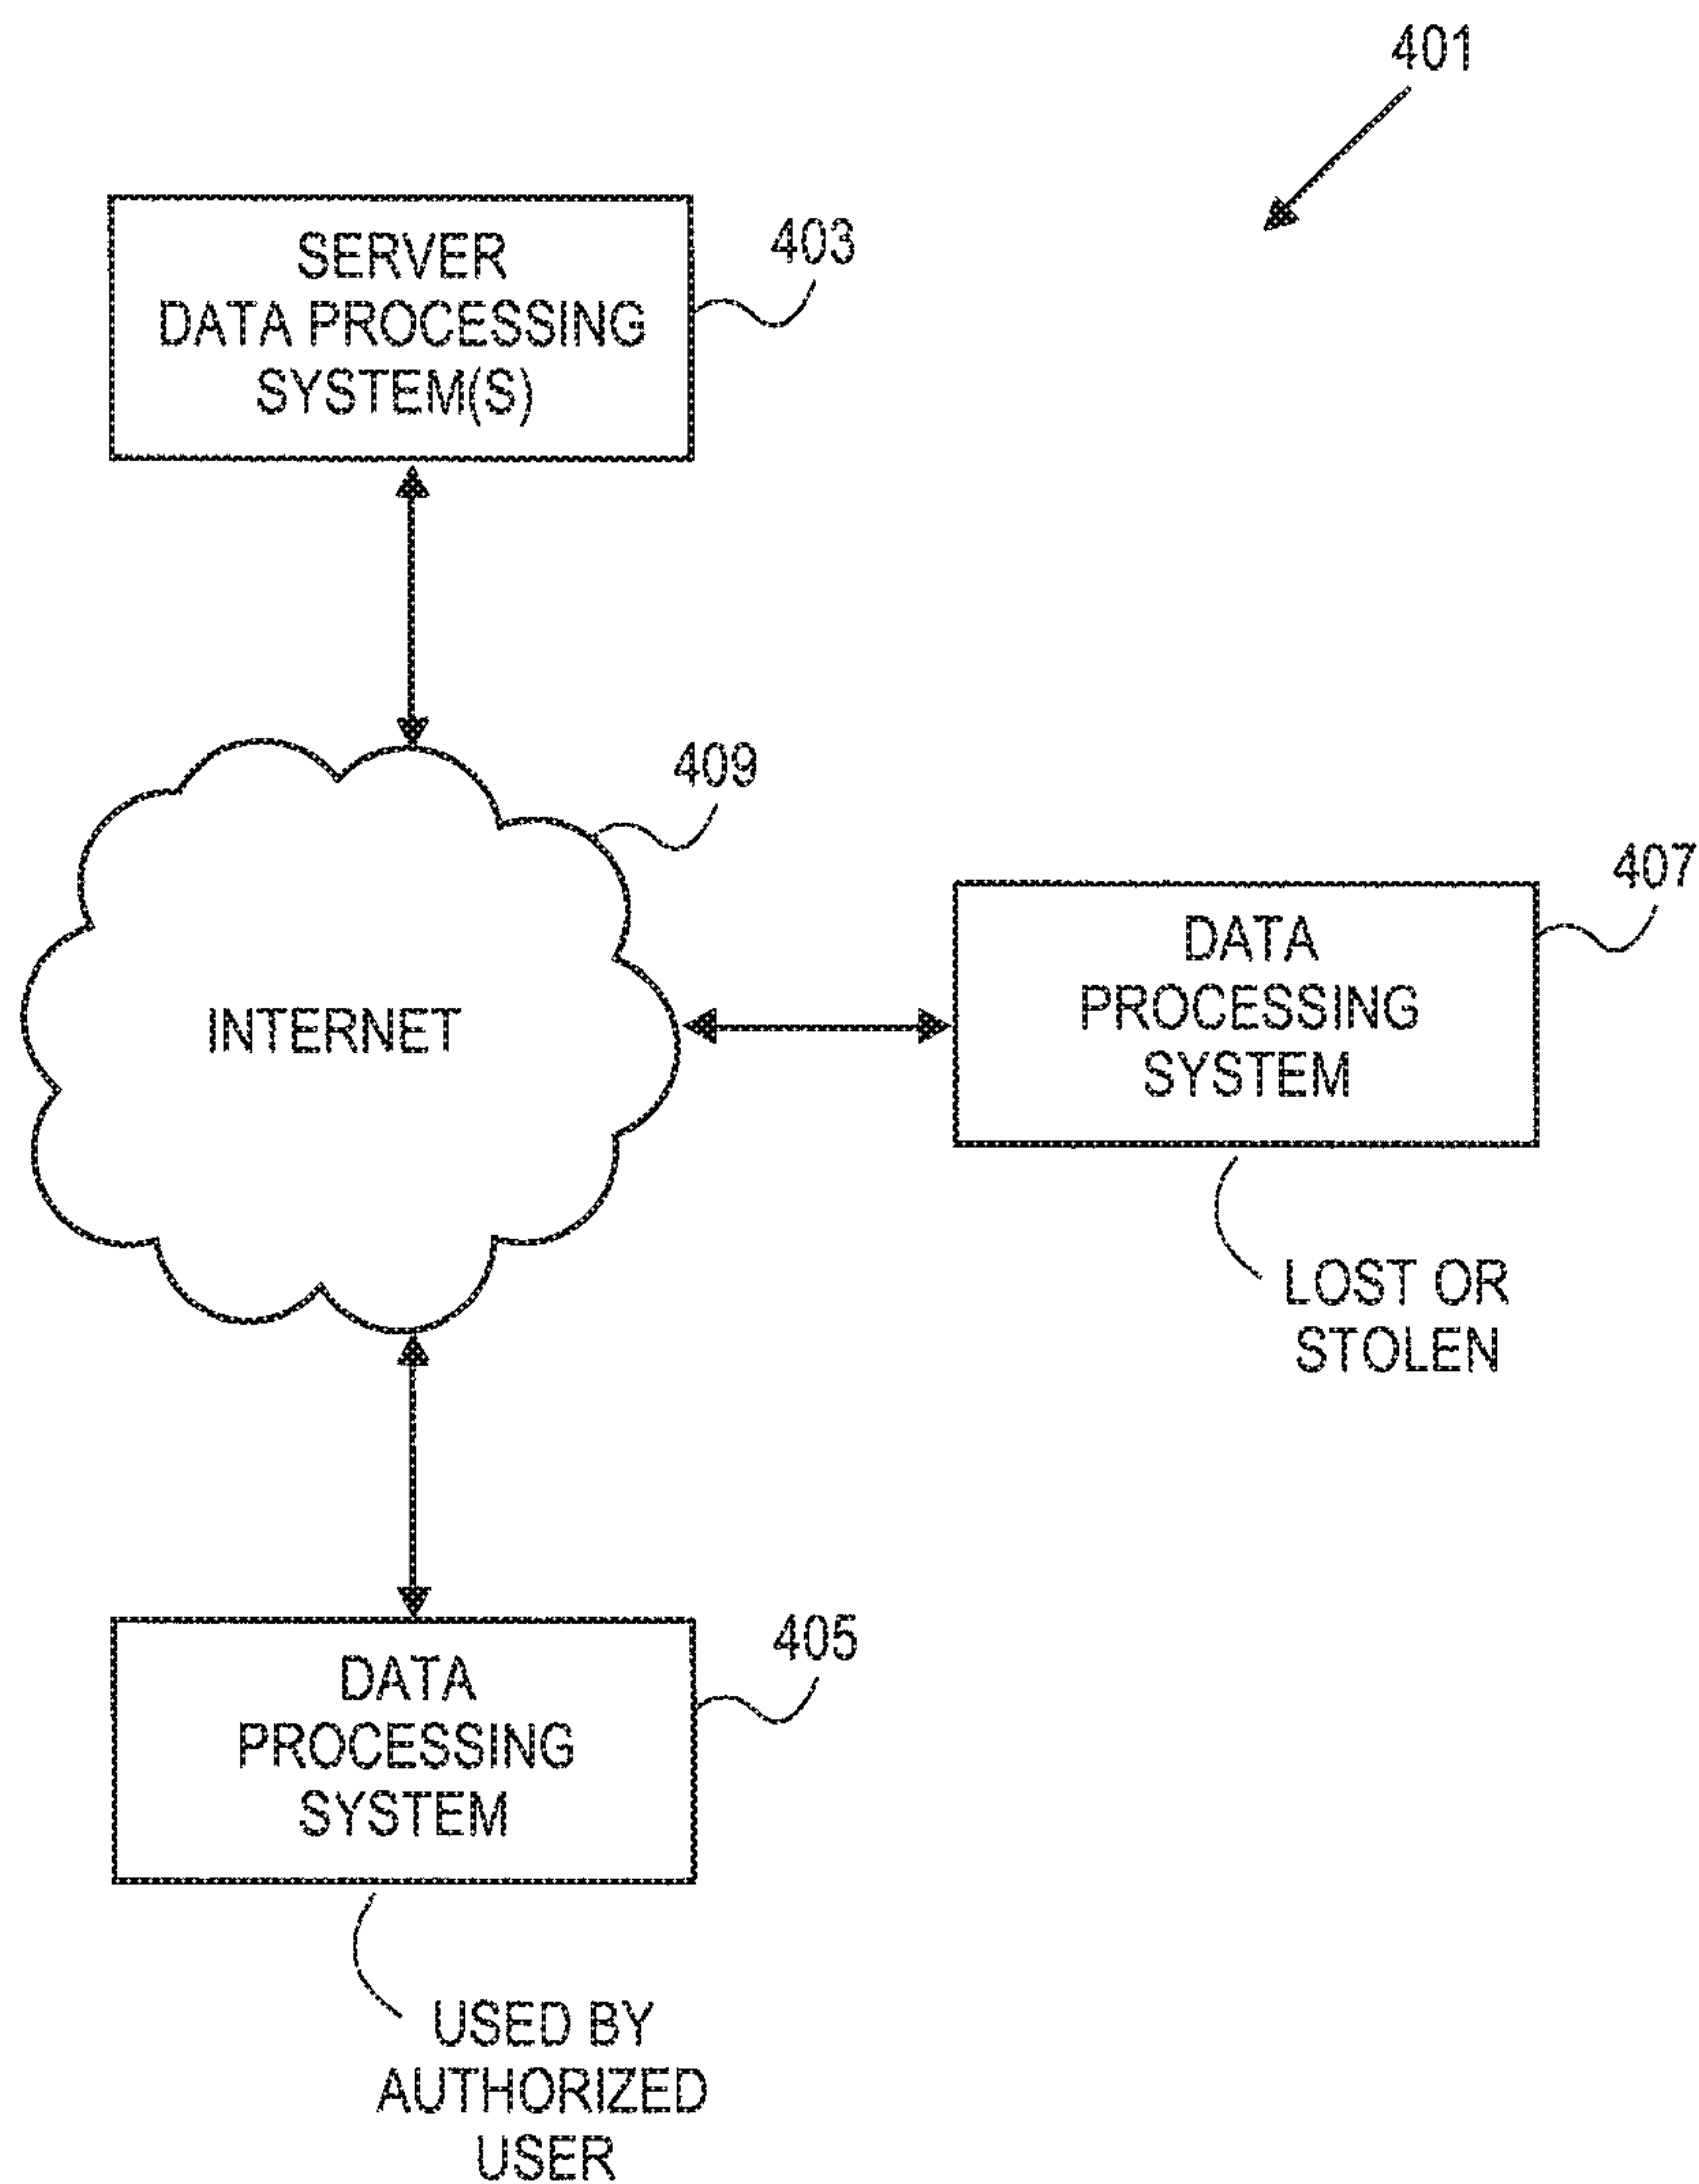 401
SERVER
DATA PROCESSING
SYSTEM(S)
403
409
INTERNET
407
DATA
PROCESSING
SYSTEM
LOST OR
STOLEN
405
DATA
PROCESSING
SYSTEM
USED BY
AUTHORIZED
USER